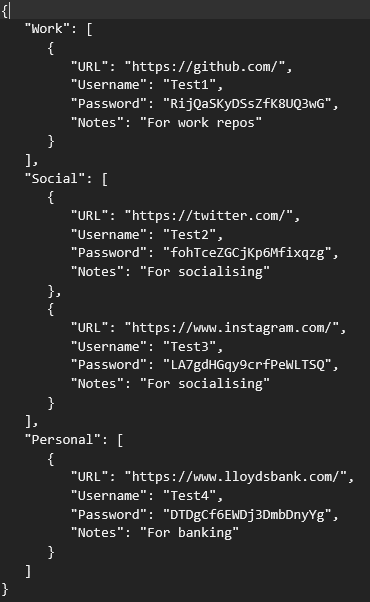 {
"Work": [
{
"URL": "https://github.com/",
"Username": "Test1",
"Password": "RijQaSKyDSsZfK8UQ3wG",
"Notes": "For work repos"
}
],
"Social": [
{
"URL": "https://twitter.com/",
"Username": "Test2",
"Password": "fohTceZGCjKp6Mfixqzg",
"Notes": "For socialising"
},
{
"URL": "https://www.instagram.com/",
"Username": "Test3",
"Password": "LA7gdHGqy9crfPeWLTSQ",
"Notes": "For socialising"
}
],
"Personal": [
{
"URL": "https://www.lloydsbank.com/",
"Username": "Test4",
"Password": "DTDgCf6EWDj3DmbDnyYg",
"Notes": "For banking"
}
]
}